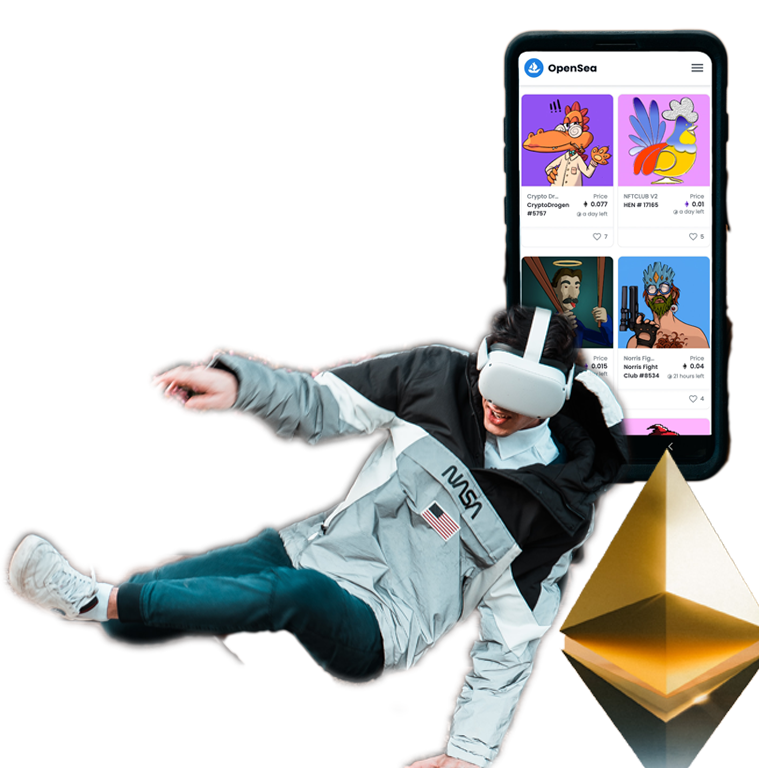 OpenSea
!!!
Crypto Dr... Price
CryptoDrogen 0.077
#5757 a day left
7
NFTCLUB V2 Price
HEN # 17165 0.01
a day left
5
Price
0.015
left
Norris Fig... Price
Norris Fight 0.04
Club #8534 21 hours left
4
NASA